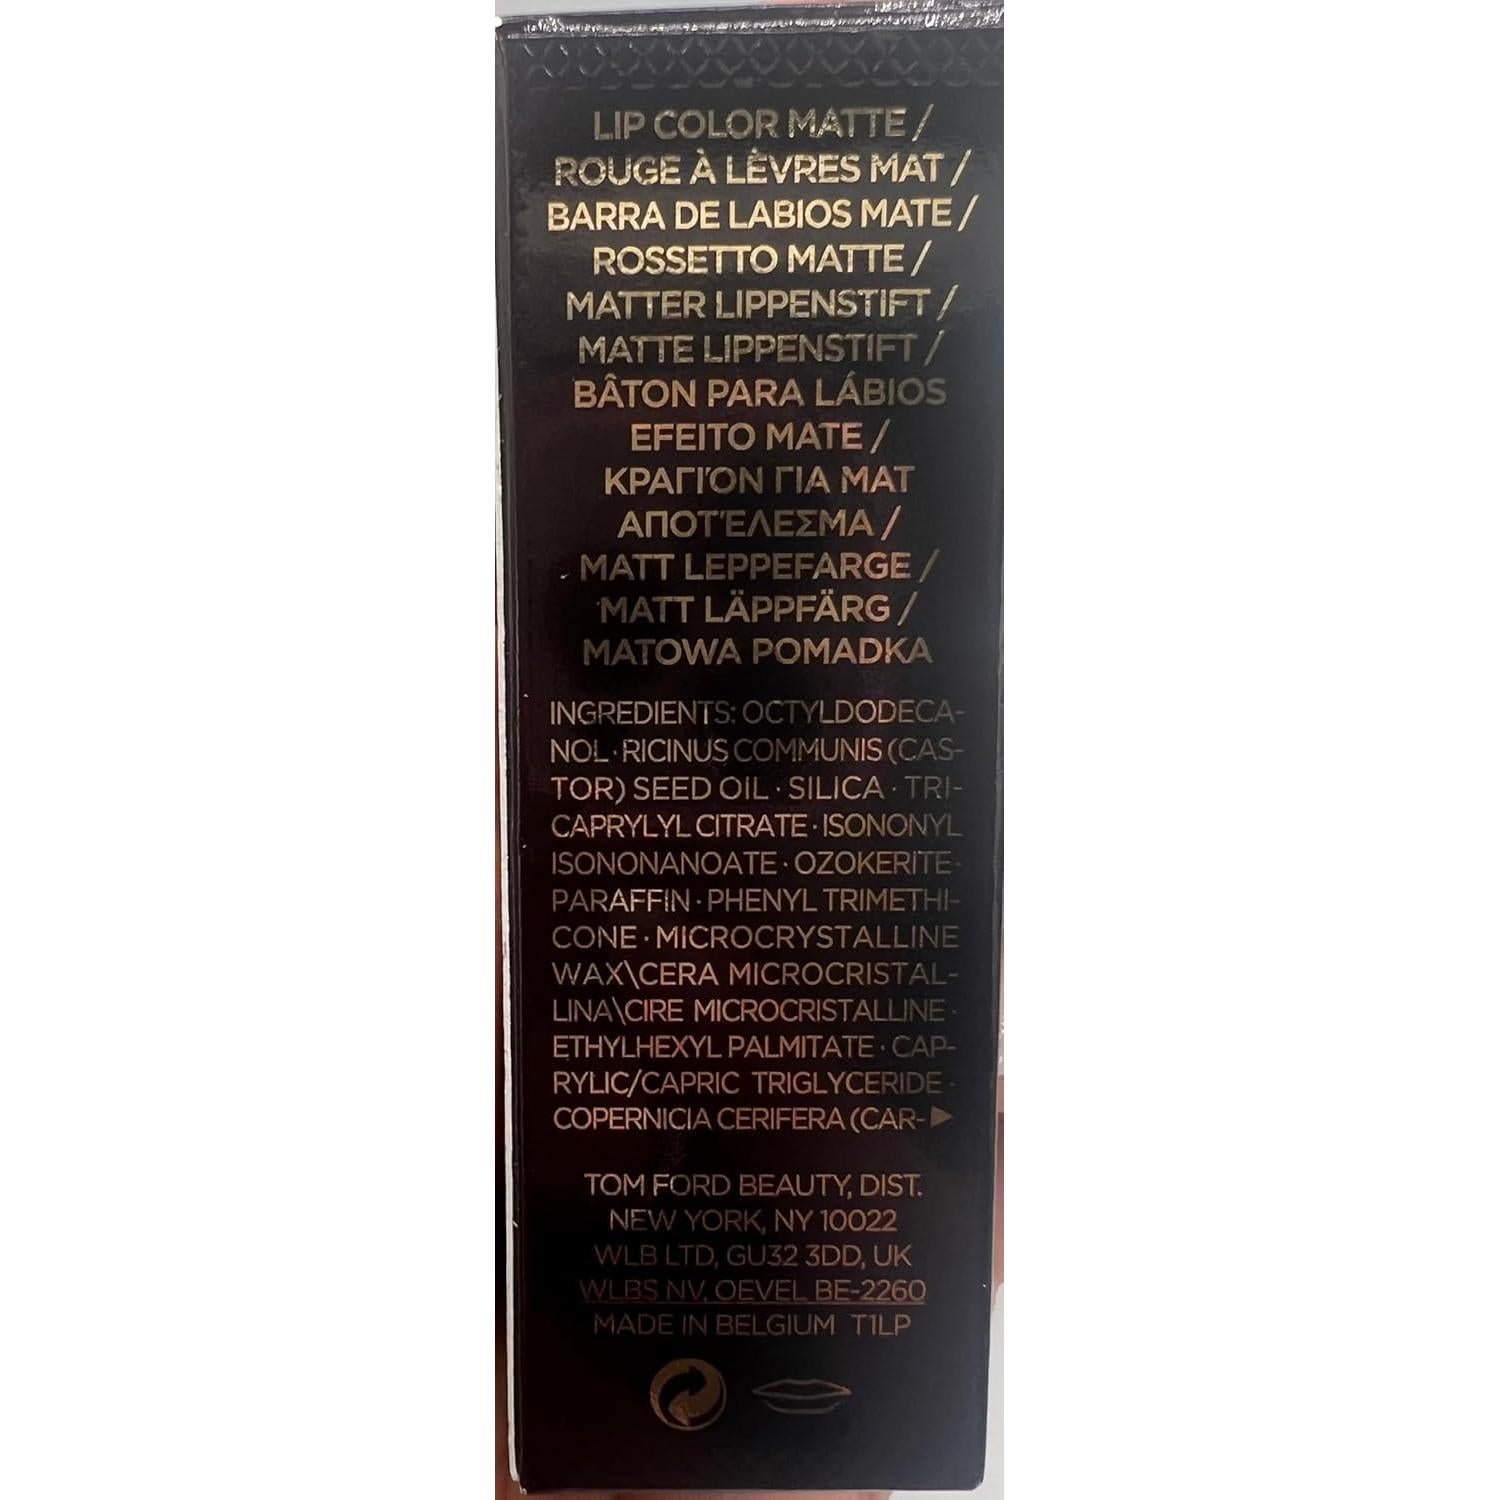 LIP COLOR MATTE /
ROUGE À LÈVRES MAT /
BARRA DE LABIOS MATE /
ROSSETTO MATTE /
MATTER LIPPENSTIFT /
MATTE LIPPENSTIFT /
BÂTON PARA LÁBIOS
EFEITO MATE /
ΚΡΑΓΙΌΝ ΓΙΑ ΜΑΤ
ΑΠΟΤΈΛΕΣΜΑ /
MATT LEPPEFARGE /
MATT LÄPPFÄRG /
MATOWA POMADKA
INGREDIENTS: OCTYLDODECA-
NOL · RICINUS COMMUNIS (CAS-
TOR) SEED OIL · SILICA · TRI-
CAPRYLYL CITRATE · ISONONYL
ISONONANOATE · OZOKERITE ·
PARAFFIN · PHENYL TRIMETHI-
CONE · MICROCRYSTALLINE
WAX\CERA MICROCRISTAL-
LINA\CIRE MICROCRISTALLINE ·
ETHYLHEXYL PALMITATE · CAP-
RYLIC/CAPRIC TRIGLYCERIDE ·
COPERNICIA CERIFERA (CAR- ▶
TOM FORD BEAUTY, DIST.
NEW YORK, NY 10022
WLB LTD, GU32 3DD, UK
WLBS NV, OEVEL BE-2260
MADE IN BELGIUM T1LP